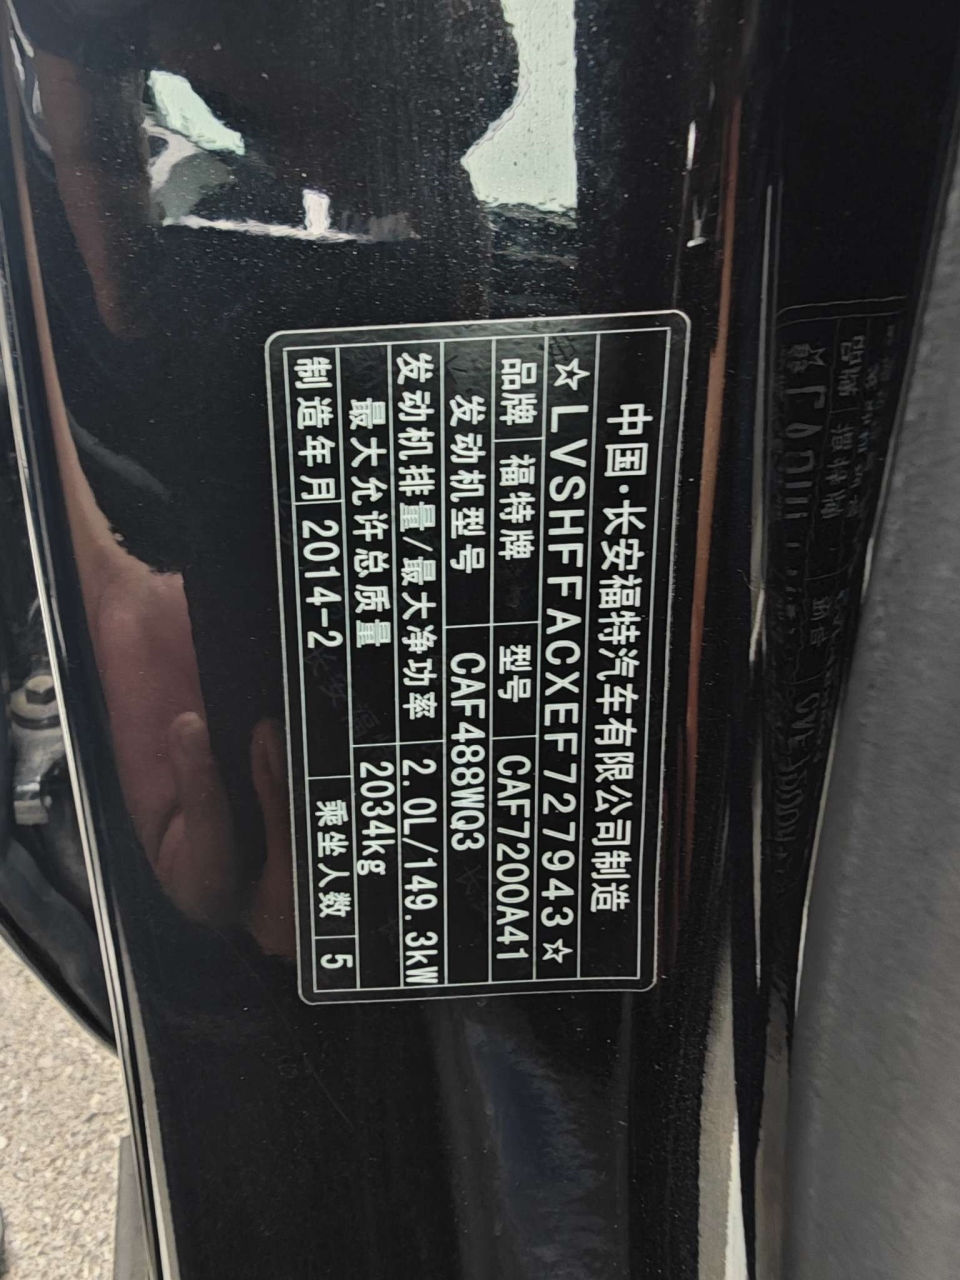 中国·长安福特汽车有限公司制造
☆LVSHFFACXEF727943☆
品牌 福特牌 型号 CAF7200A41
发动机型号 CAF488WQ3
发动机排量/最大净功率 2.0L/149.3kW
最大允许总质量 2034kg
制造年月 2014-2 乘坐人数 5